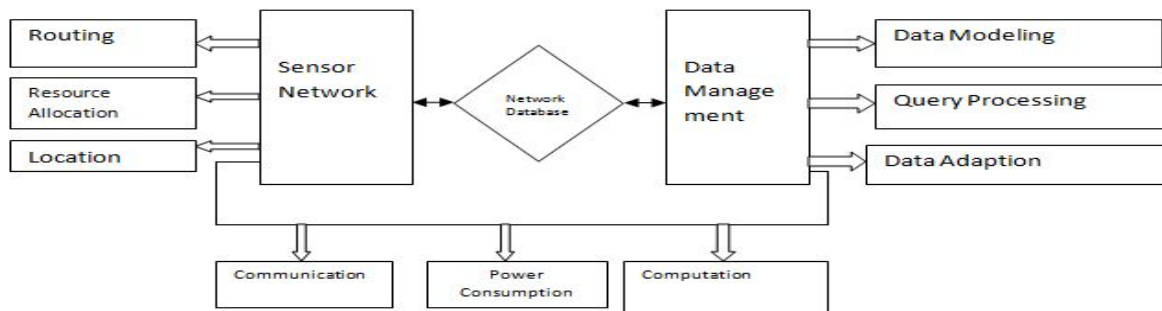 Routing
Resource
Allocation
Location
Sensor
Network
Network
Database
Data
Manage
ment
Data Modeling
Query Processing
Data Adaption
Communication
Power
Consumption
Computation